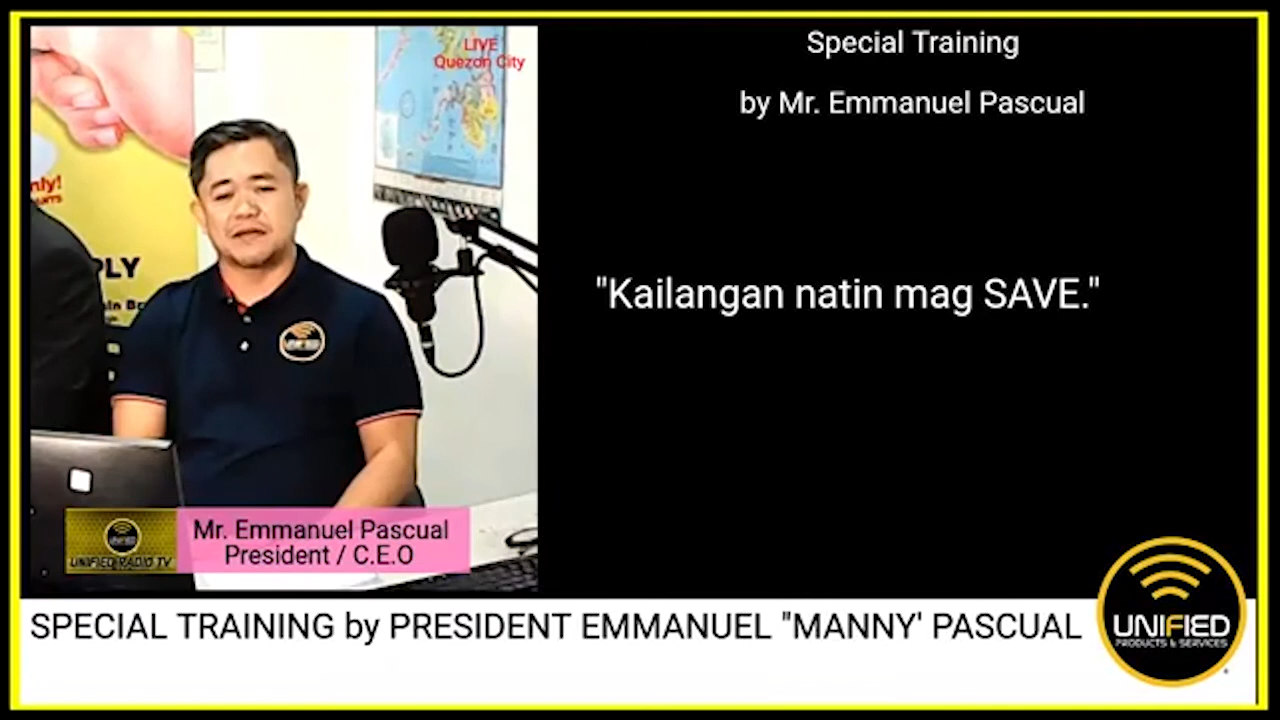 LIVE
Quezon City
Special Training
by Mr. Emmanuel Pascual
"Kailangan natin mag SAVE."
UNIFIED
Mr. Emmanuel Pascual
President / C.E.O
UNIFIED RADIO TV
SPECIAL TRAINING by PRESIDENT EMMANUEL "MANNY' PASCUAL
UNIFIED
PRODUCTS & SERVICES